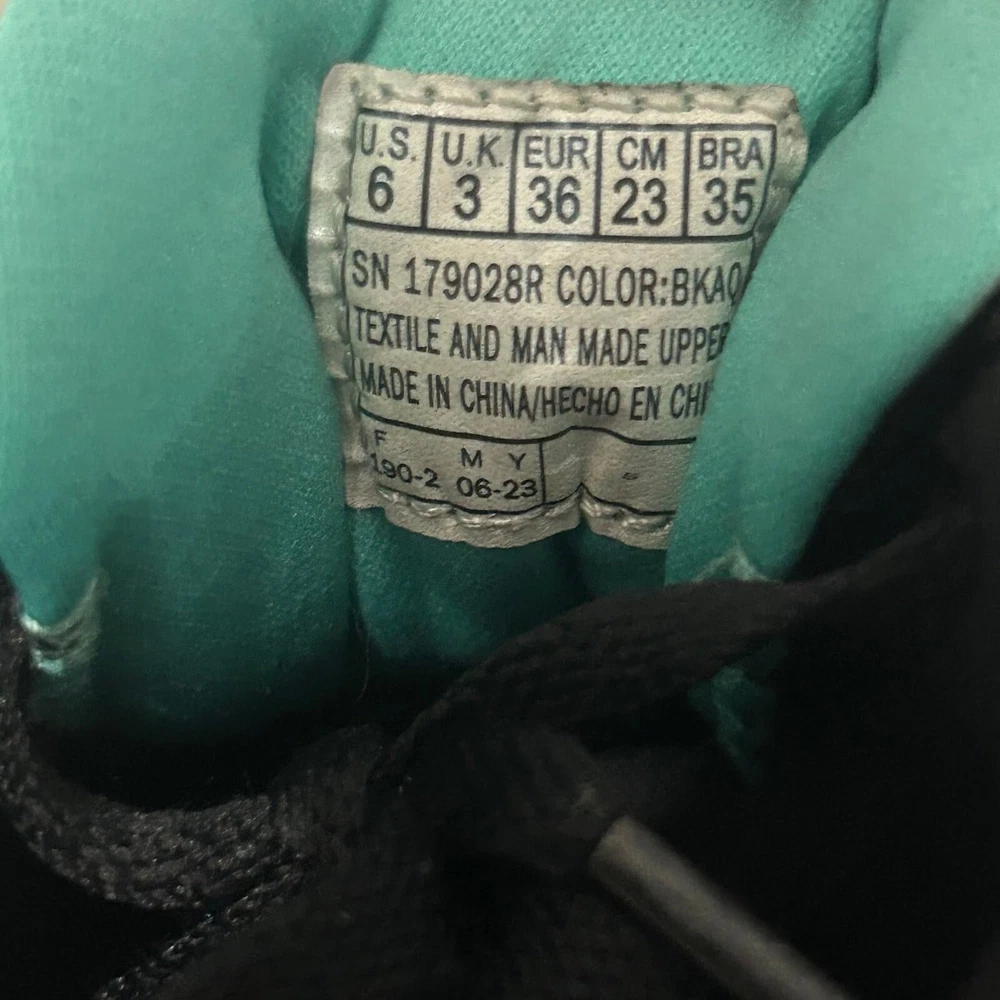 U.S. U.K. EUR CM BRA
6 3 36 23 35
SN 179028R COLOR:BKAQ
TEXTILE AND MAN MADE UPPER
MADE IN CHINA/HECHO EN CHI
F M Y
190-2 06-23